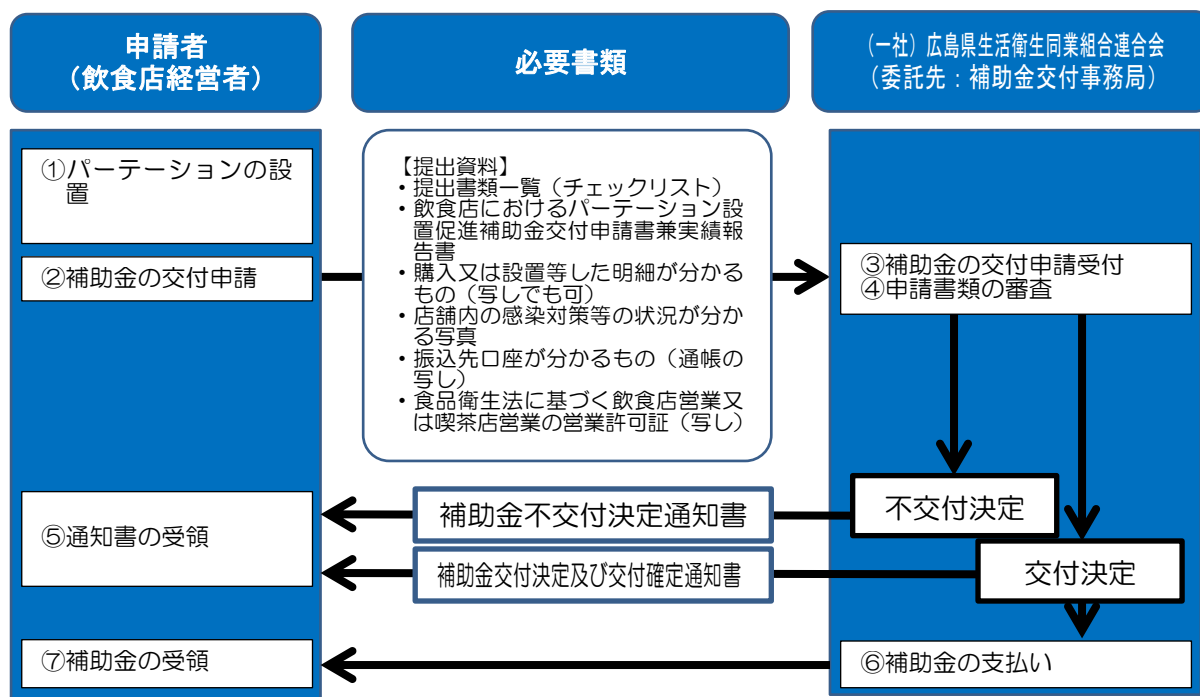 申請者
（飲食店経営者）
必要書類
（一社）広島県生活衛生同業組合連合会
（委託先：補助金交付事務局）
①パーテーションの設
置
②補助金の交付申請
【提出資料】
・提出書類一覧（チェックリスト）
・飲食店におけるパーテーション設
置促進補助金交付申請書兼実績報
告書
・購入又は設置等した明細が分かる
もの（写しでも可）
・店舗内の感染対策等の状況が分か
る写真
・振込先口座が分かるもの（通帳の
写し）
・食品衛生法に基づく飲食店営業又
は喫茶店営業の営業許可証（写し）
③補助金の交付申請受付
④申請書類の審査
不交付決定
補助金不交付決定通知書
⑤通知書の受領
交付決定
補助金交付決定及び交付確定通知書
⑥補助金の支払い
⑦補助金の受領